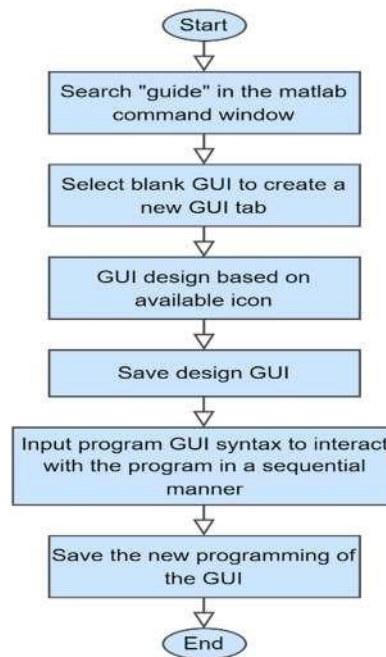 Start
Search "guide" in the matlab
command window
Select blank GUI to create a
new GUI tab
GUI design based on
available icon
Save design GUI
Input program GUI syntax to interact
with the program in a sequential
manner
Save the new programming of
the GUI
End